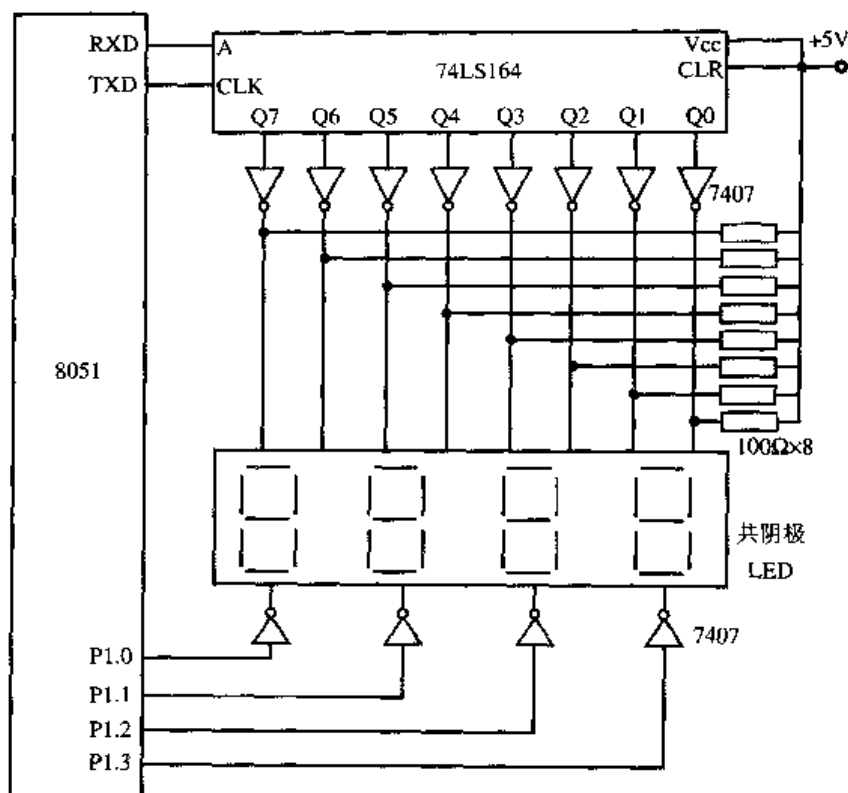 RXD
A
Vcc
+5V
74LS164
TXD
CLK
CLR
Q7 Q6 Q5 Q4 Q3 Q2 Q1 Q0
7407
8051
100Ω×8
共阴极
LED
7407
P1.0
P1.1
P1.2
P1.3